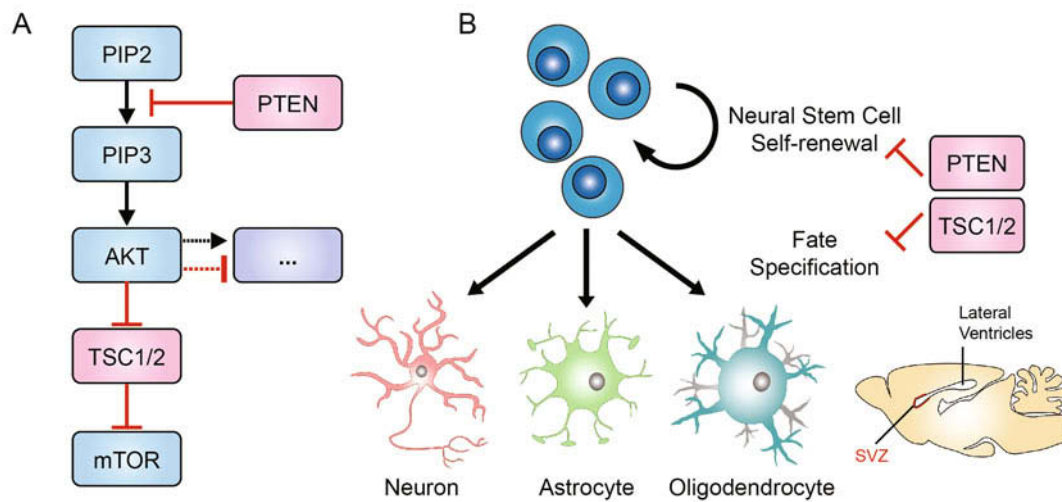 A
PIP2
PTEN
PIP3
AKT
...
TSC1/2
mTOR
B
Neural Stem Cell
Self-renewal
PTEN
TSC1/2
Fate
Specification
Lateral
Ventricles
SVZ
Neuron
Astrocyte
Oligodendrocyte